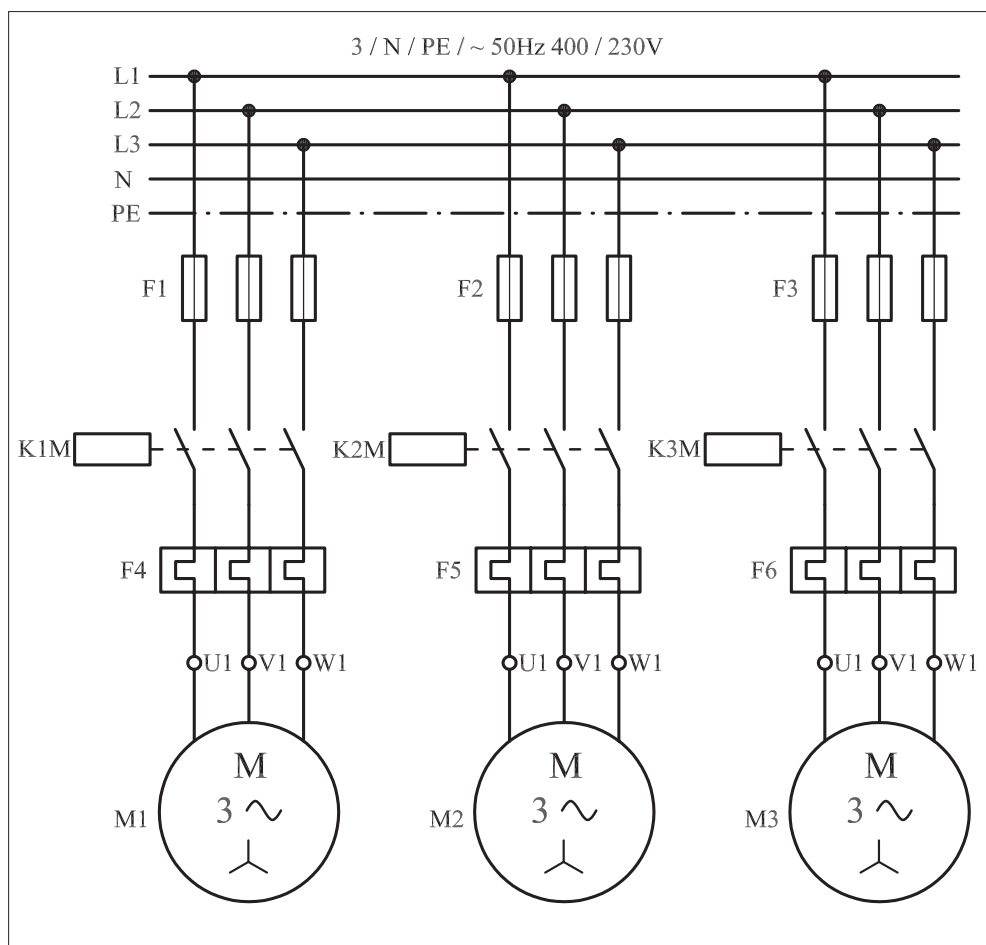 3 / N / PE / ~ 50Hz 400 / 230V
L1
L2
L3
N
PE
F1 F2 F3
K1M K2M K3M
F4 F5 F6
U1 V1 W1 U1 V1 W1 U1 V1 W1
M M M
M1 3 ~ M2 3 ~ M3 3 ~